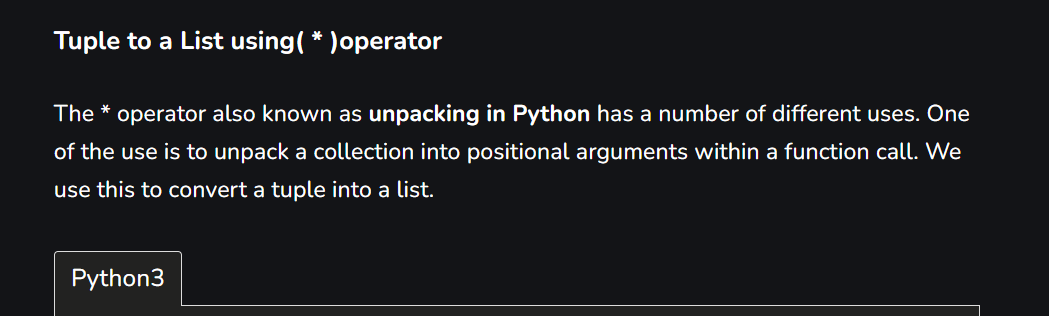 Tuple to a List using( * )operator
The * operator also known as unpacking in Python has a number of different uses. One
of the use is to unpack a collection into positional arguments within a function call. We
use this to convert a tuple into a list.
Python3